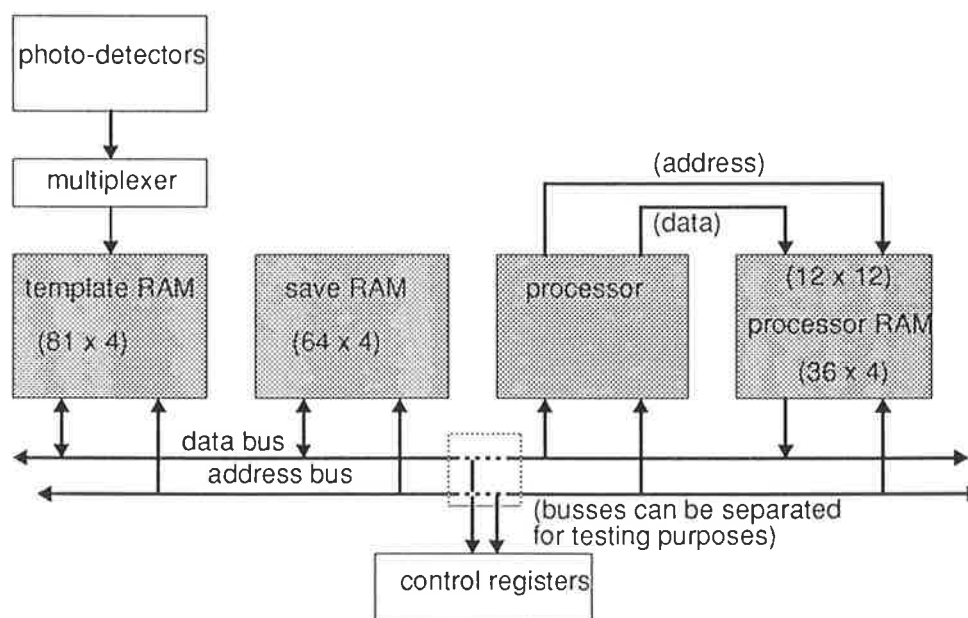 photo-detectors
multiplexer
(address)
(data)
template RAM
(81 x 4)
save RAM
(64 x 4)
processor
(12 x 12)
processor RAM
(36 x 4)
data bus
address bus
(busses can be separated
for testing purposes)
control registers